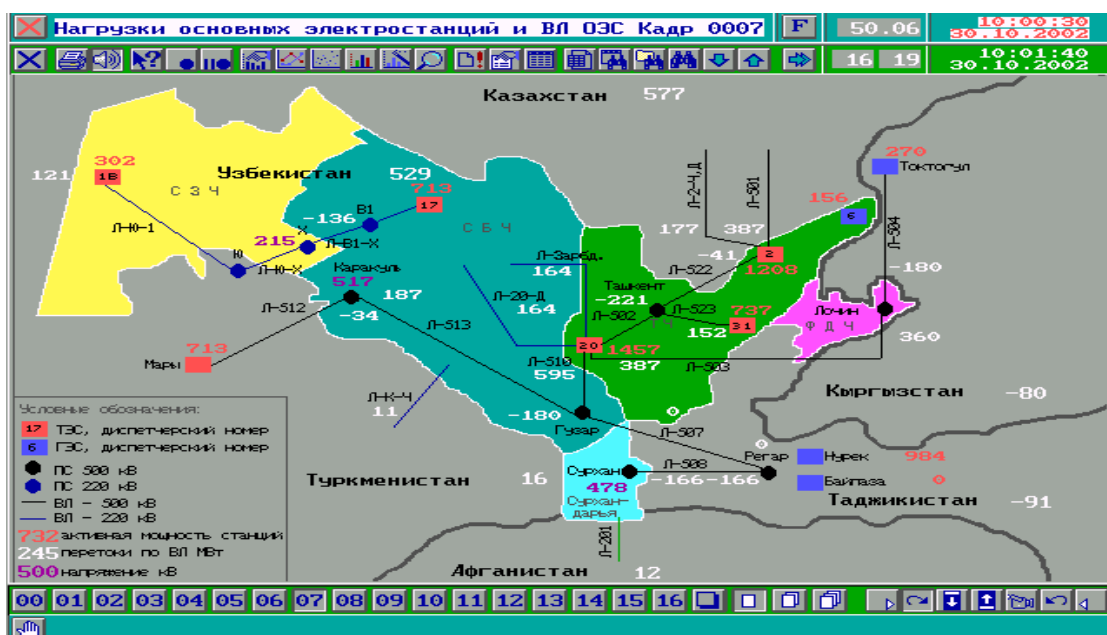 Нагрузки основных электростанций и ВЛ ОЭС Кадр 0007 F 50.06 10:00:30
30.10.2002
16 19 10:01:40
30.10.2002
Казахстан 577
302
121 18
Узбекистан 529
С З Ч
713
17
В1
-136
Х
215
Л-В1-Х
С Б Ч
Л-Ю-1
Ю
Л-Ю-Х
Каракуль
517
187
-34
Л-512
Л-513
713
Мары
Л-Зарбд.
164
Л-20-Д
164
Л-2-Ч,Д
Л-501
177 387
-41
2
1208
Л-522
156
6
270
Токтогул
Л-504
-180
Ташкент
-221
Л-502
Л-523
Т Ч
737
152 31
Лочин
Ф Д Ч
360
20 1457
Л-510
387
Л-503
595
Л-К-Ч
11
-180
Гузар
0
Л-507
Кыргызстан -80
0
Регар
Нурек 984
Байпаза 0
Таджикистан -91
Туркменистан 16
Сурхан
478
Л-508
-166 -166
Сурхан-
дарья
Л-201
Афганистан 12
Условные обозначения:
17 ТЭС, диспетчерский номер
6 ГЭС, диспетчерский номер
ПС 500 кВ
ПС 220 кВ
ВЛ - 500 кВ
ВЛ - 220 кВ
732 активная мощность станций
245 перетоки по ВЛ МВт
500 напряжение кВ
00 01 02 03 04 05 06 07 08 09 10 11 12 13 14 15 16